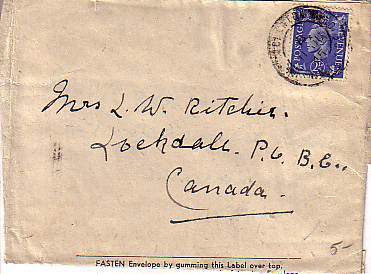 POSTAGE REVENUE
2½D
Mrs L. W. Ritchie.
Lockdale. P.O. B.C.,
Canada.
5-
FASTEN Envelope by gumming this Label over top,